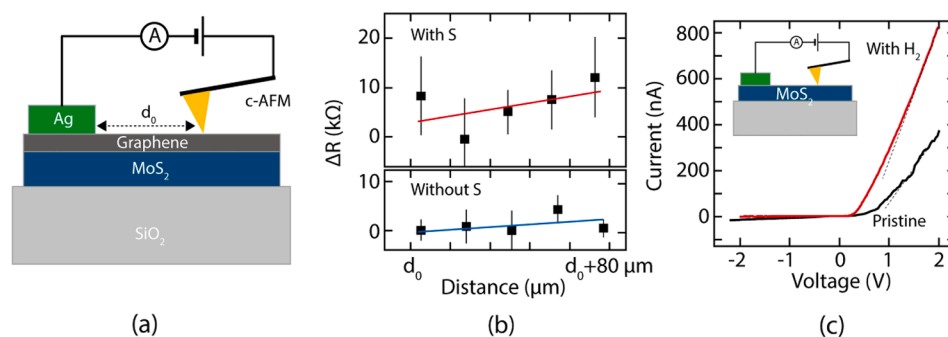 A
c-AFM
Ag
d₀
Graphene
MoS₂
SiO₂
(a)
With S
20
10
0
ΔR (kΩ)
Without S
10
0
d₀
d₀+80 μm
Distance (μm)
(b)
800
600
400
200
0
Current (nA)
With H₂
A
MoS₂
Pristine
-2
-1
0
1
2
Voltage (V)
(c)